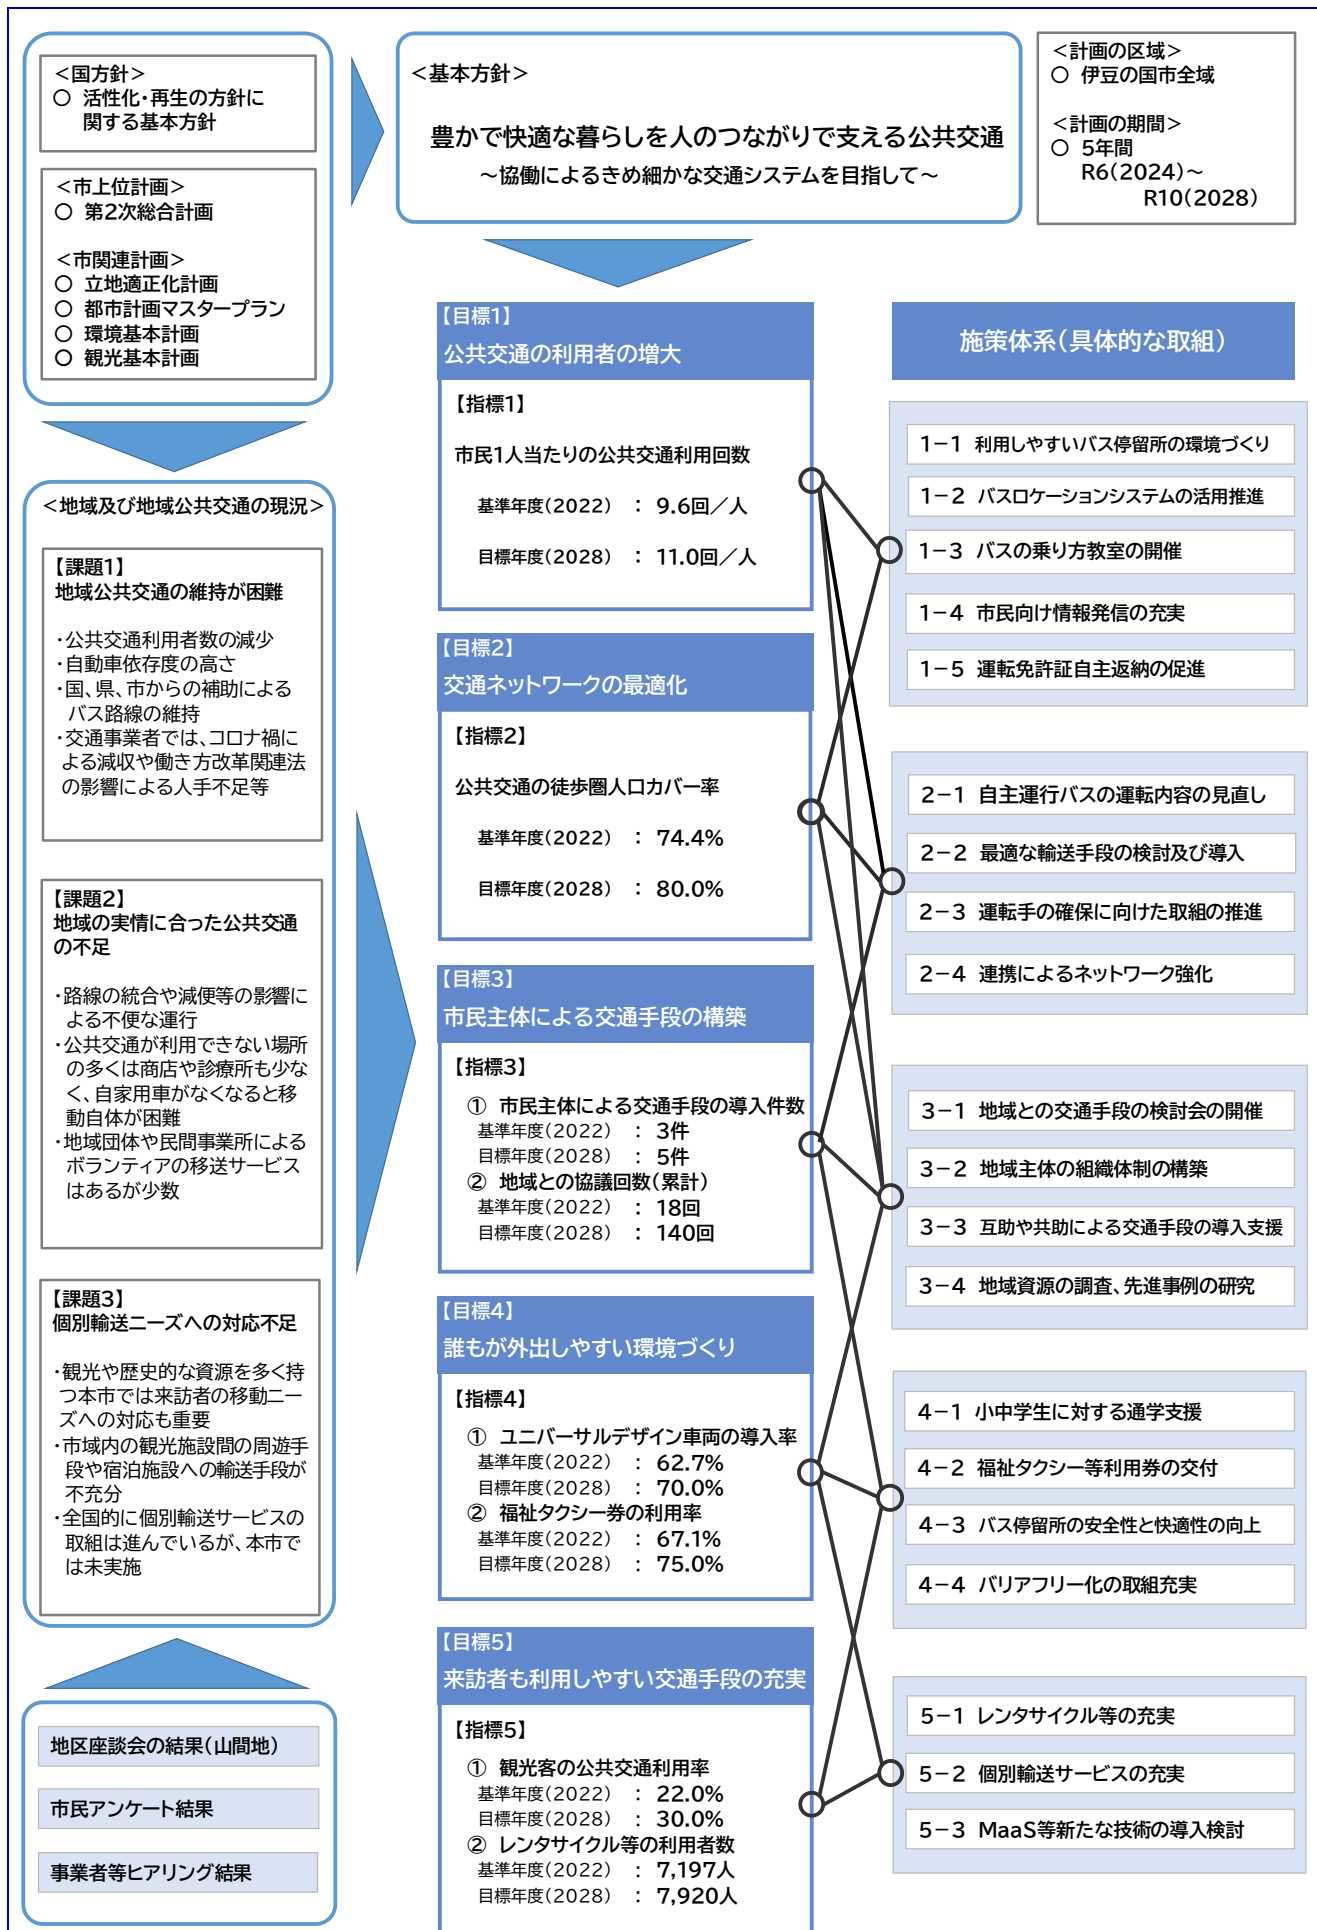 <国方針>
○ 活性化・再生の方針に
関する基本方針
<市上位計画>
○ 第2次総合計画
<市関連計画>
○ 立地適正化計画
○ 都市計画マスタープラン
○ 環境基本計画
○ 観光基本計画
<基本方針>
豊かで快適な暮らしを人のつながりで支える公共交通
～協働によるきめ細かな交通システムを目指して～
<計画の区域>
○ 伊豆の国市全域
<計画の期間>
○ 5年間
R6(2024)～
R10(2028)
<地域及び地域公共交通の現況>
【課題1】
地域公共交通の維持が困難
・公共交通利用者数の減少
・自動車依存度の高さ
・国、県、市からの補助による
バス路線の維持
・交通事業者では、コロナ禍に
よる減収や働き方改革関連法
の影響による人手不足等
【課題2】
地域の実情に合った公共交通
の不足
・路線の統合や減便等の影響に
よる不便な運行
・公共交通が利用できない場所
の多くは商店や診療所も少な
く、自家用車がなくなると移
動自体が困難
・地域団体や民間事業所による
ボランティアの移送サービス
はあるが少数
【課題3】
個別輸送ニーズへの対応不足
・観光や歴史的な資源を多く持
つ本市では来訪者の移動ニー
ズへの対応も重要
・市域内の観光施設間の周遊手
段や宿泊施設への輸送手段が
不充分
・全国的に個別輸送サービスの
取組は進んでいるが、本市で
は未実施
地区座談会の結果(山間地)
市民アンケート結果
事業者等ヒアリング結果
【目標1】
公共交通の利用者の増大
【指標1】
市民1人当たりの公共交通利用回数
基準年度(2022) : 9.6回／人
目標年度(2028) : 11.0回／人
【目標2】
交通ネットワークの最適化
【指標2】
公共交通の徒歩圏人口カバー率
基準年度(2022) : 74.4%
目標年度(2028) : 80.0%
【目標3】
市民主体による交通手段の構築
【指標3】
① 市民主体による交通手段の導入件数
基準年度(2022) : 3件
目標年度(2028) : 5件
② 地域との協議回数(累計)
基準年度(2022) : 18回
目標年度(2028) : 140回
【目標4】
誰もが外出しやすい環境づくり
【指標4】
① ユニバーサルデザイン車両の導入率
基準年度(2022) : 62.7%
目標年度(2028) : 70.0%
② 福祉タクシー券の利用率
基準年度(2022) : 67.1%
目標年度(2028) : 75.0%
【目標5】
来訪者も利用しやすい交通手段の充実
【指標5】
① 観光客の公共交通利用率
基準年度(2022) : 22.0%
目標年度(2028) : 30.0%
② レンタサイクル等の利用者数
基準年度(2022) : 7,197人
目標年度(2028) : 7,920人
施策体系(具体的な取組)
1－1 利用しやすいバス停留所の環境づくり
1－2 バスロケーションシステムの活用推進
1－3 バスの乗り方教室の開催
1－4 市民向け情報発信の充実
1－5 運転免許証自主返納の促進
2－1 自主運行バスの運転内容の見直し
2－2 最適な輸送手段の検討及び導入
2－3 運転手の確保に向けた取組の推進
2－4 連携によるネットワーク強化
3－1 地域との交通手段の検討会の開催
3－2 地域主体の組織体制の構築
3－3 互助や共助による交通手段の導入支援
3－4 地域資源の調査、先進事例の研究
4－1 小中学生に対する通学支援
4－2 福祉タクシー等利用券の交付
4－3 バス停留所の安全性と快適性の向上
4－4 バリアフリー化の取組充実
5－1 レンタサイクル等の充実
5－2 個別輸送サービスの充実
5－3 MaaS等新たな技術の導入検討